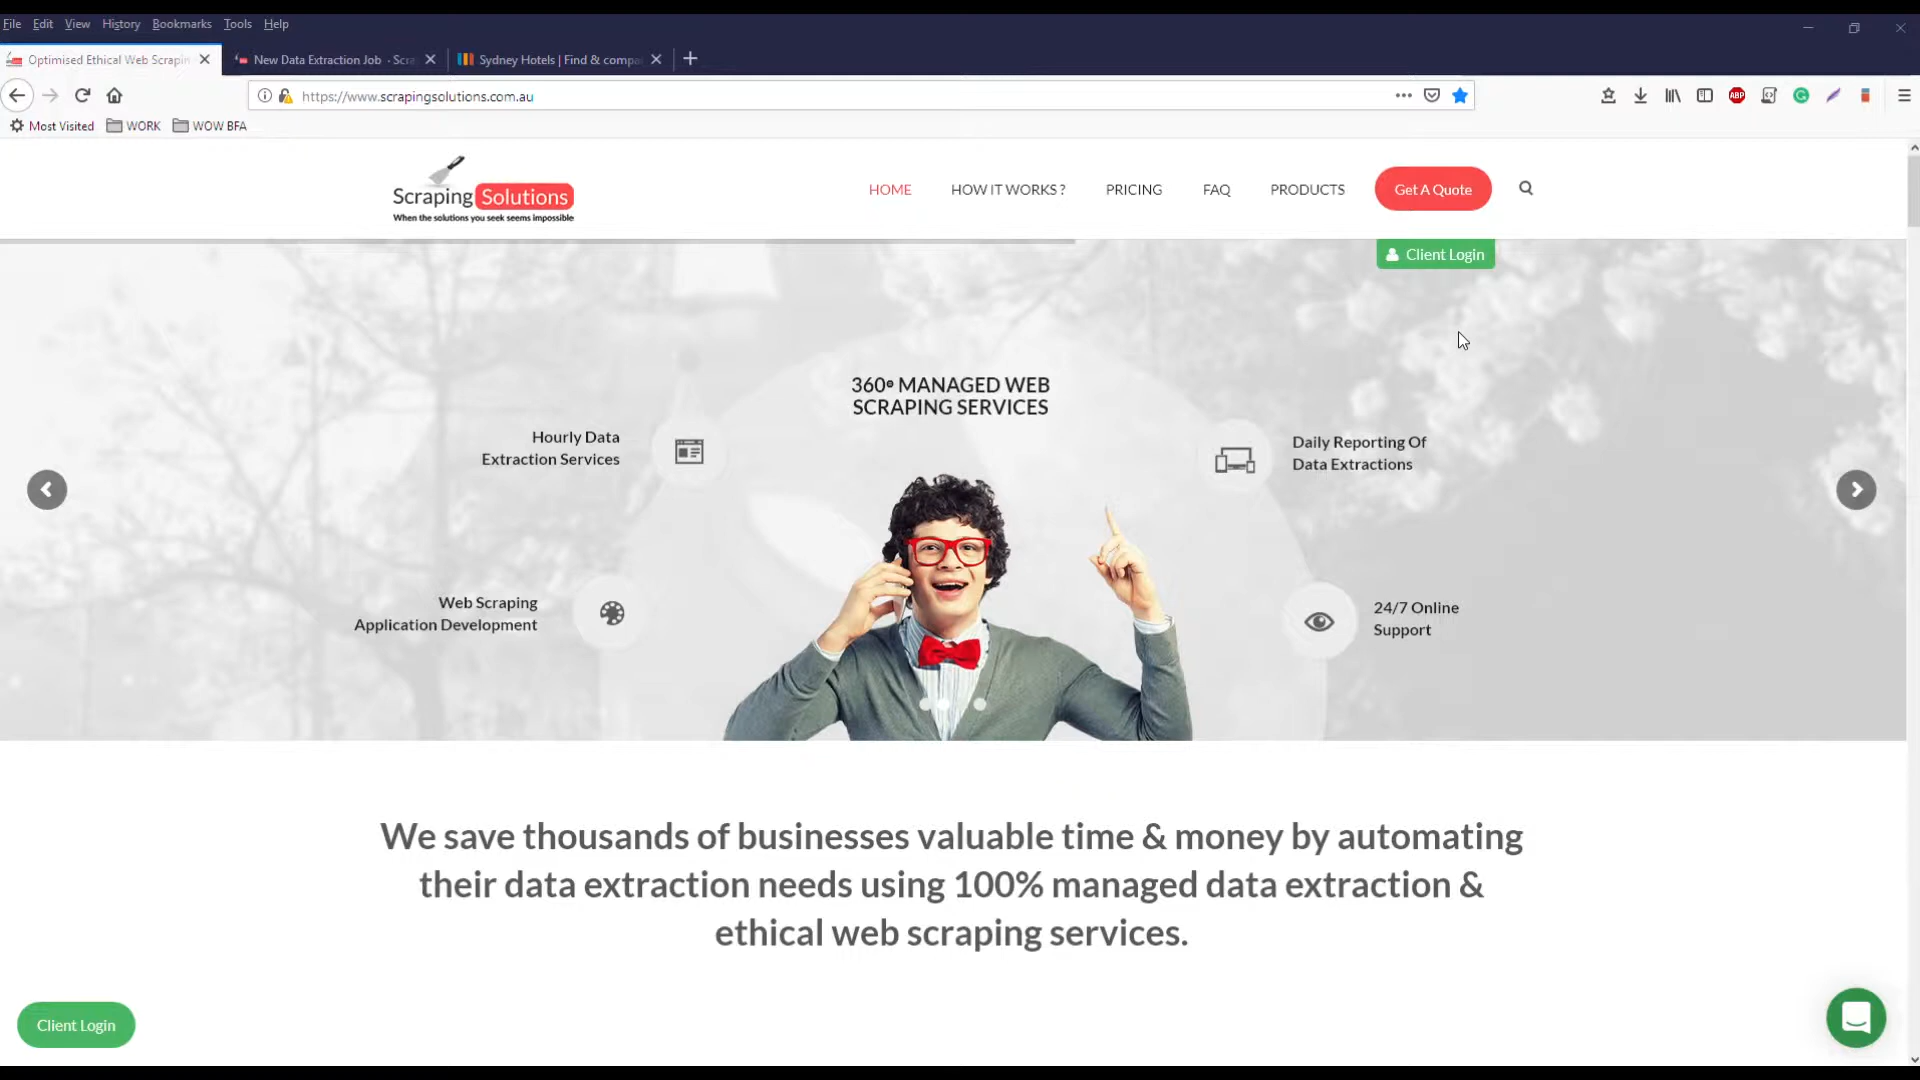 File Edit View History Bookmarks Tools Help
Optimised Ethical Web Scrapin
New Data Extraction Job - Scra
Sydney Hotels | Find & compa
https://www.scrapingsolutions.com.au
ABP
Most Visited WORK WOW BFA
Scraping Solutions
When the solutions you seek seems impossible
HOME HOW IT WORKS ? PRICING FAQ PRODUCTS Get A Quote
Client Login
360º MANAGED WEB
SCRAPING SERVICES
Hourly Data
Extraction Services
Daily Reporting Of
Data Extractions
Web Scraping
Application Development
24/7 Online
Support
We save thousands of businesses valuable time & money by automating
their data extraction needs using 100% managed data extraction &
ethical web scraping services.
Client Login